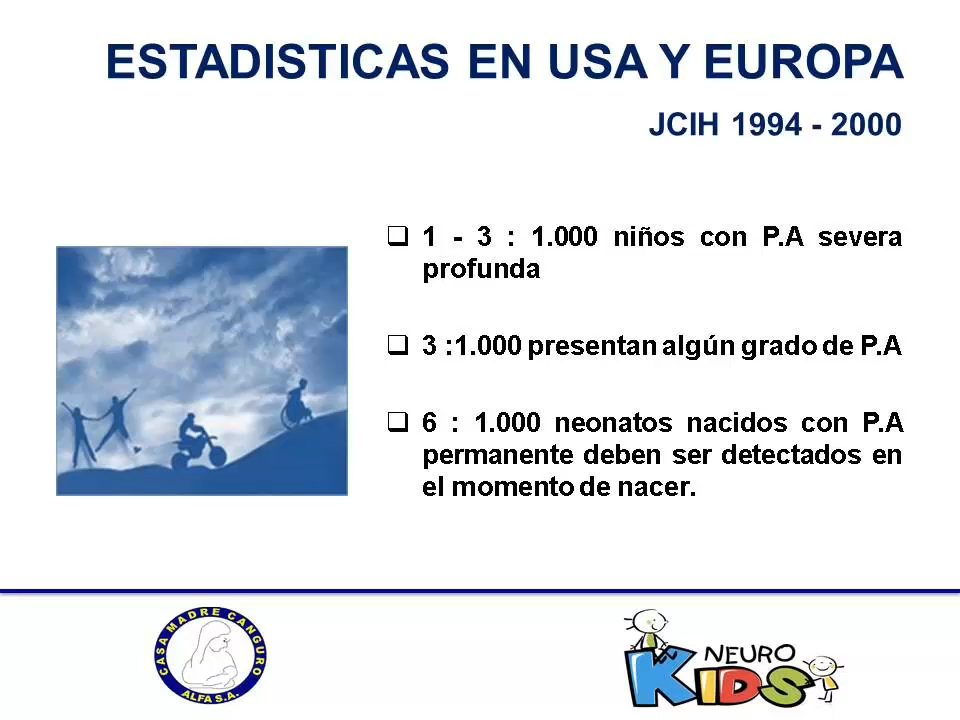 ESTADISTICAS EN USA Y EUROPA
JCIH 1994 - 2000
❑ 1 - 3 : 1.000 niños con P.A severa
profunda
❑ 3 :1.000 presentan algún grado de P.A
❑ 6 : 1.000 neonatos nacidos con P.A
permanente deben ser detectados en
el momento de nacer.
CASA MADRE CANGURO
ALFA S.A.
NEURO
KIDS